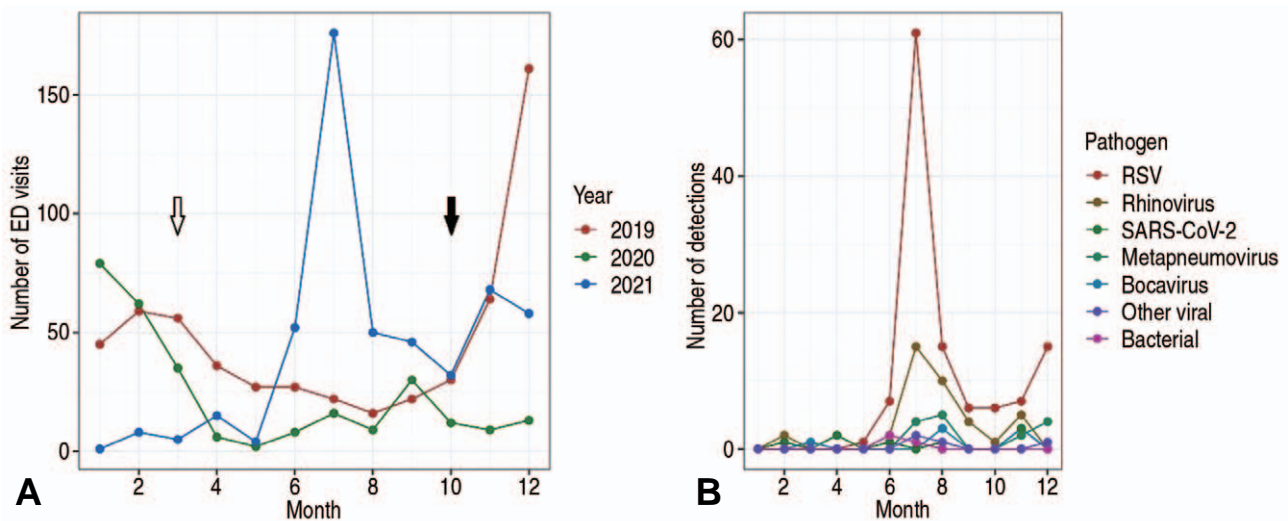 Number of ED visits
150
100
50
0
2 4 6 8 10 12
Month
A
Year
2019
2020
2021
Number of detections
60
40
20
0
2 4 6 8 10 12
Month
B
Pathogen
RSV
Rhinovirus
SARS-CoV-2
Metapneumovirus
Bocavirus
Other viral
Bacterial